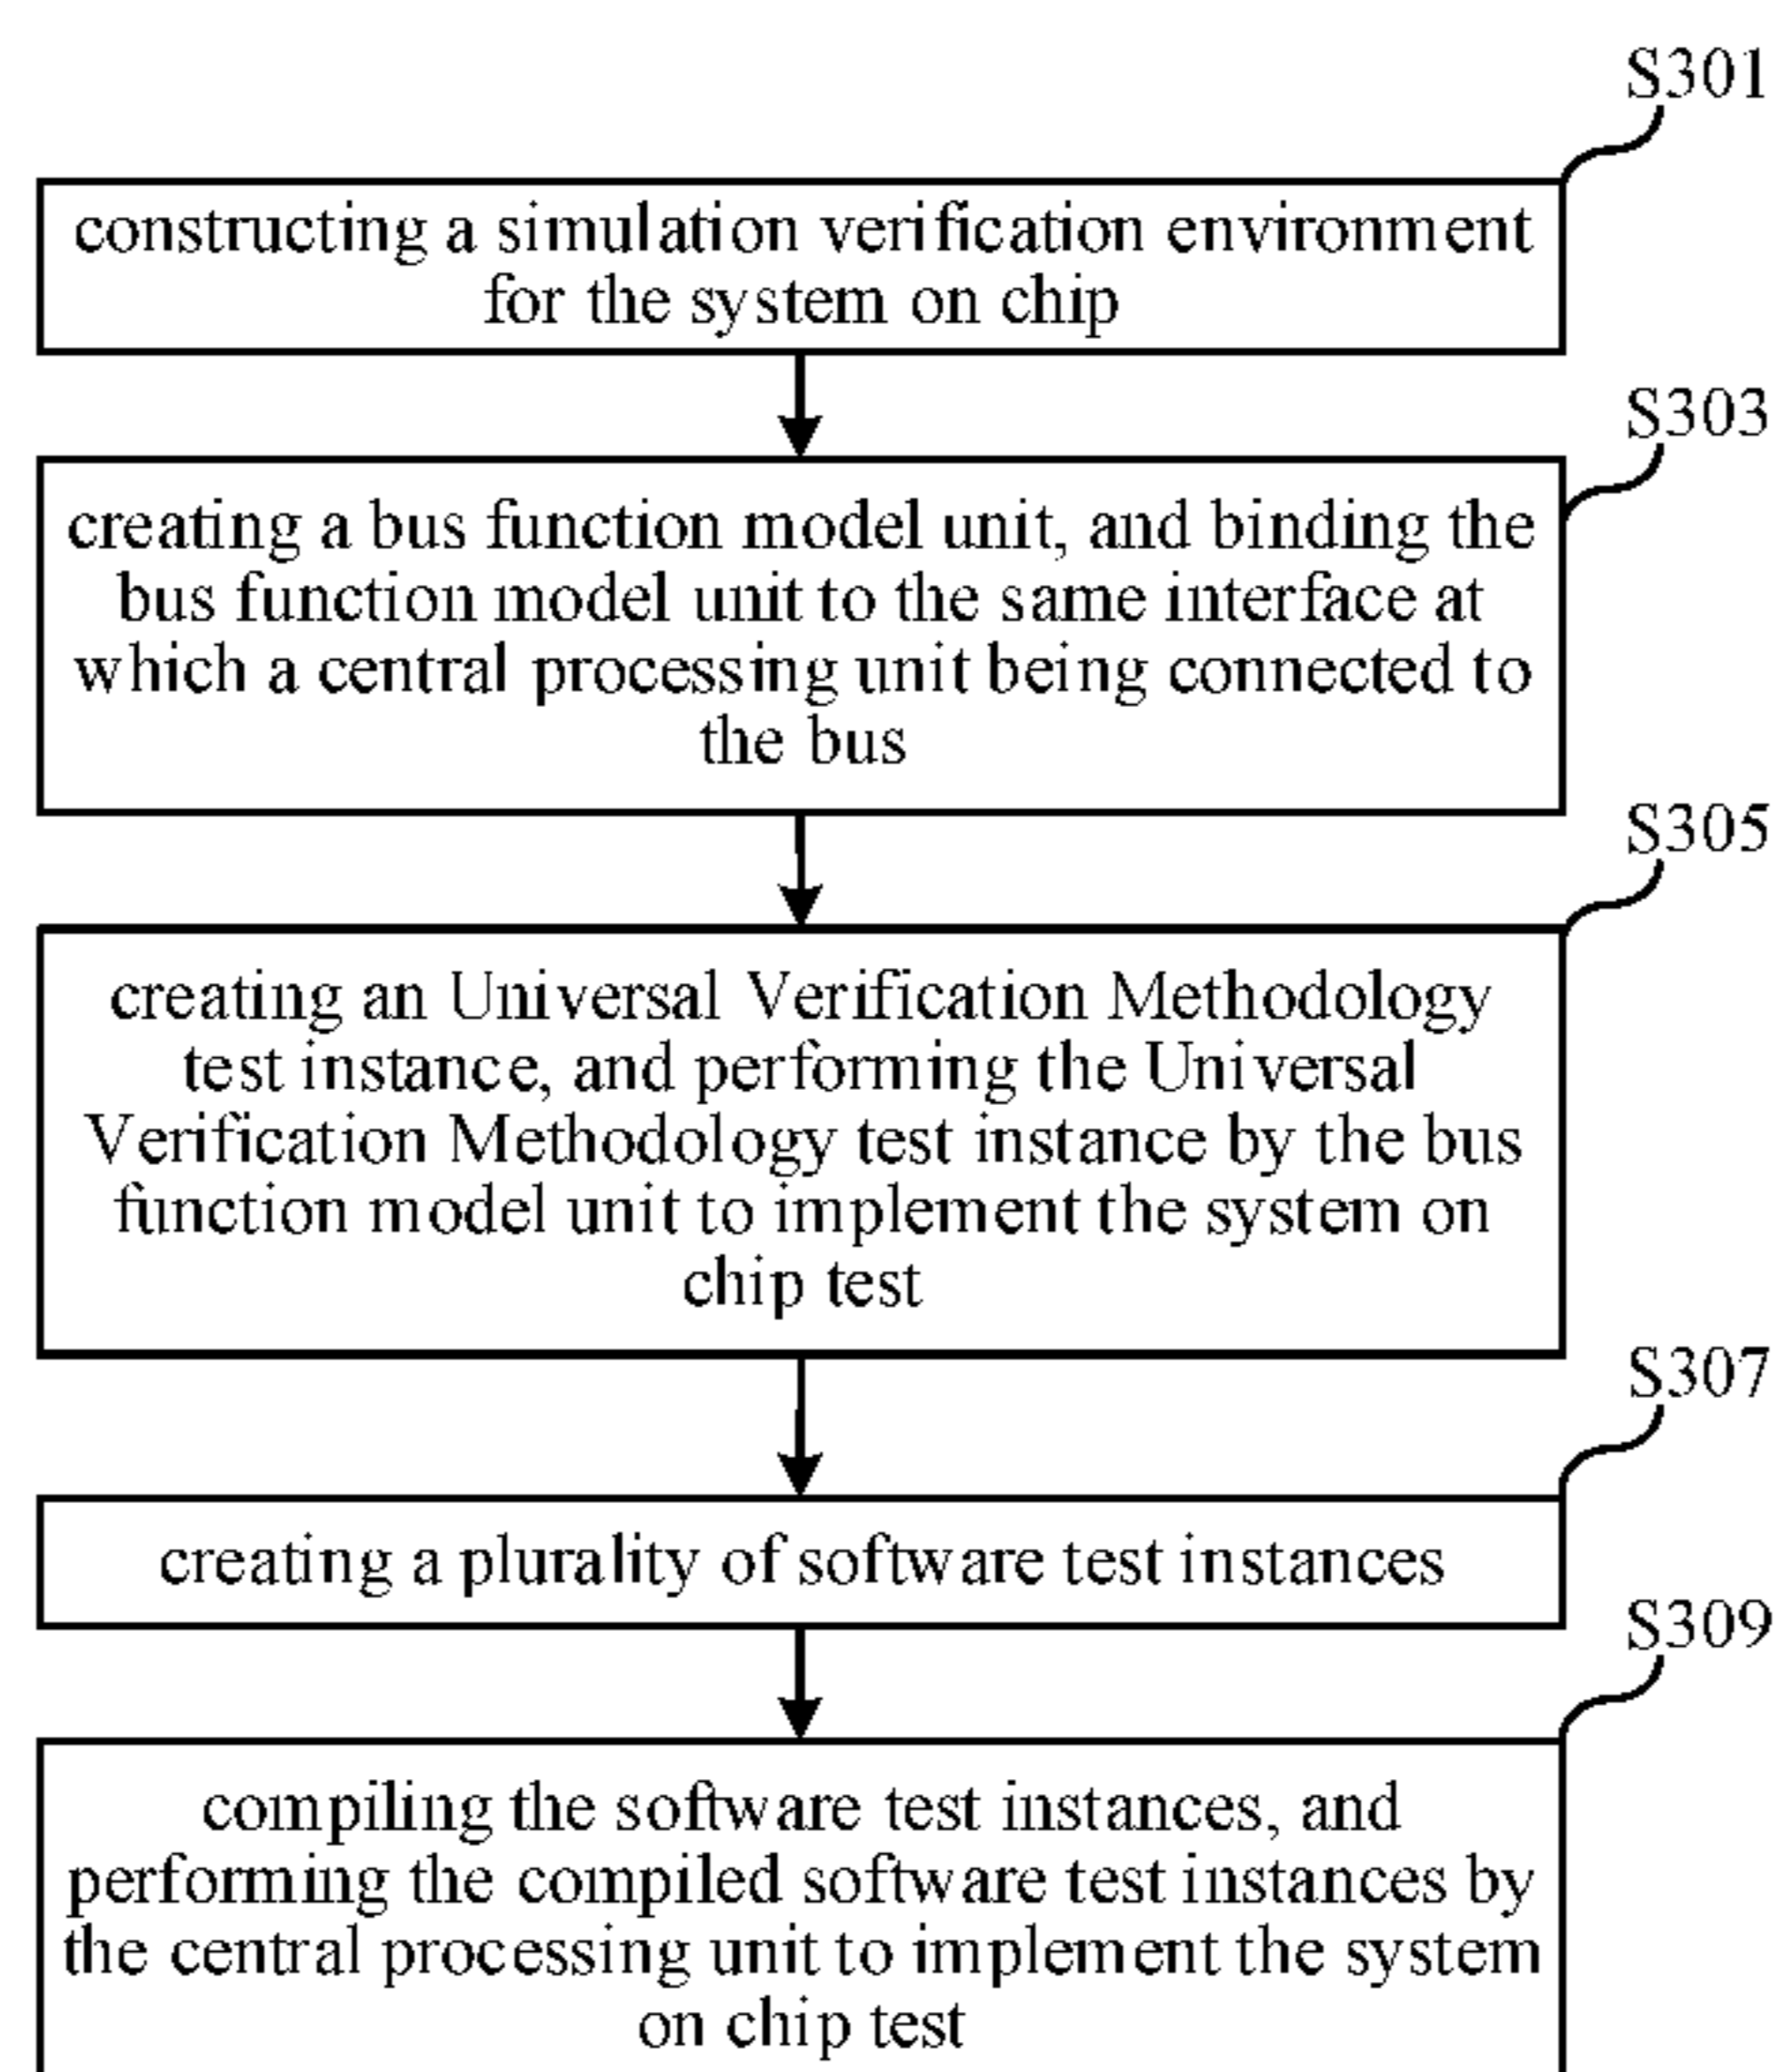 S301
constructing a simulation verification environment
for the system on chip
S303
creating a bus function model unit, and binding the
bus function model unit to the same interface at
which a central processing unit being connected to
the bus
S305
creating an Universal Verification Methodology
test instance, and performing the Universal
Verification Methodology test instance by the bus
function model unit to implement the system on
chip test
S307
creating a plurality of software test instances
S309
compiling the software test instances, and
performing the compiled software test instances by
the central processing unit to implement the system
on chip test